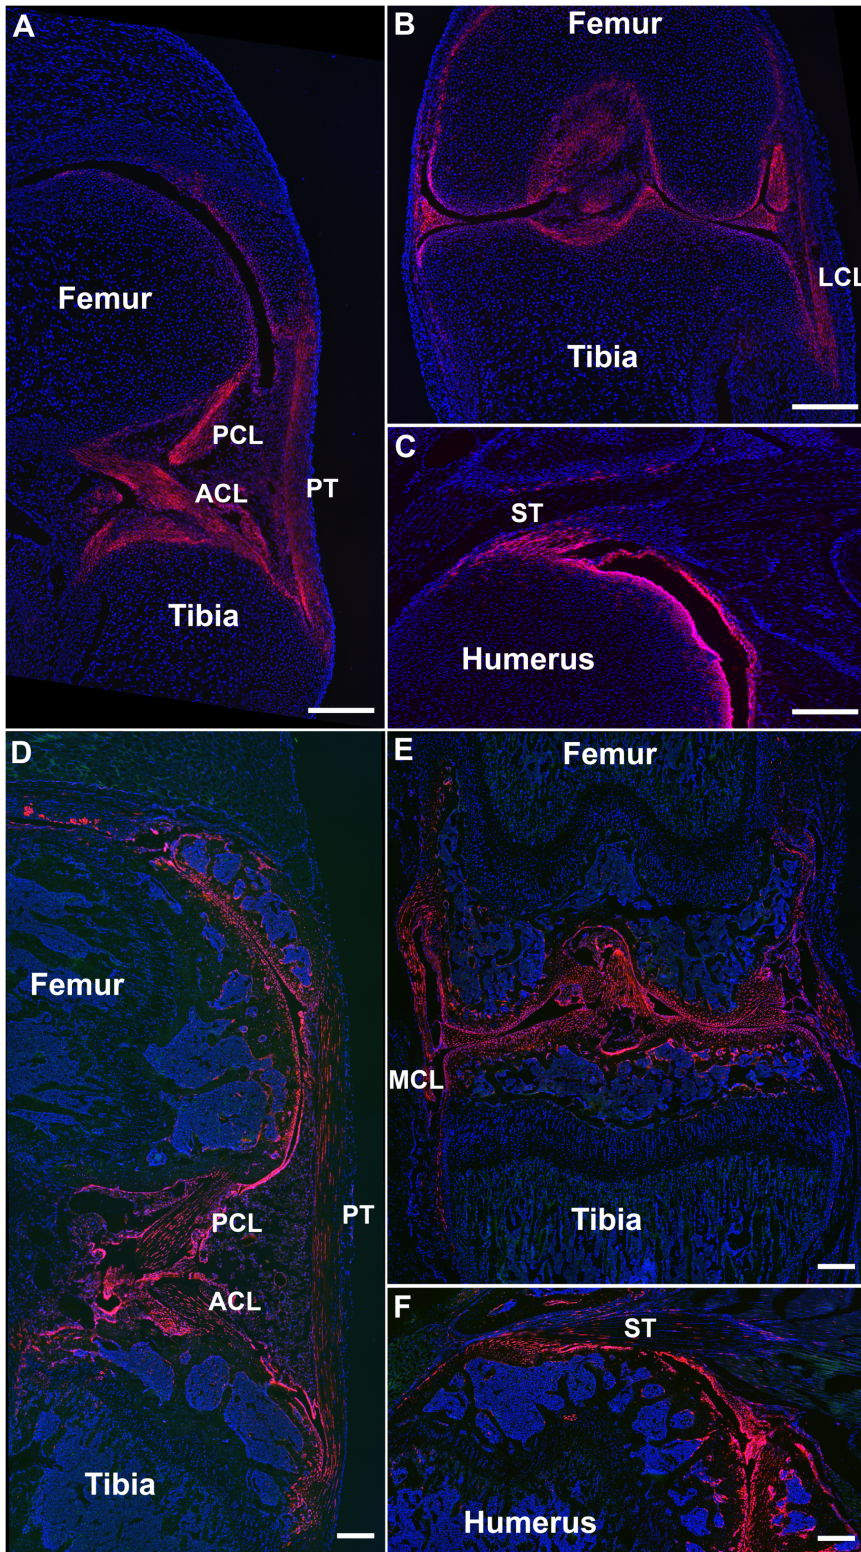 A
Femur
PCL
ACL
PT
Tibia
B
Femur
LCL
Tibia
C
ST
Humerus
D
Femur
PCL
PT
ACL
Tibia
E
Femur
MCL
Tibia
F
ST
Humerus